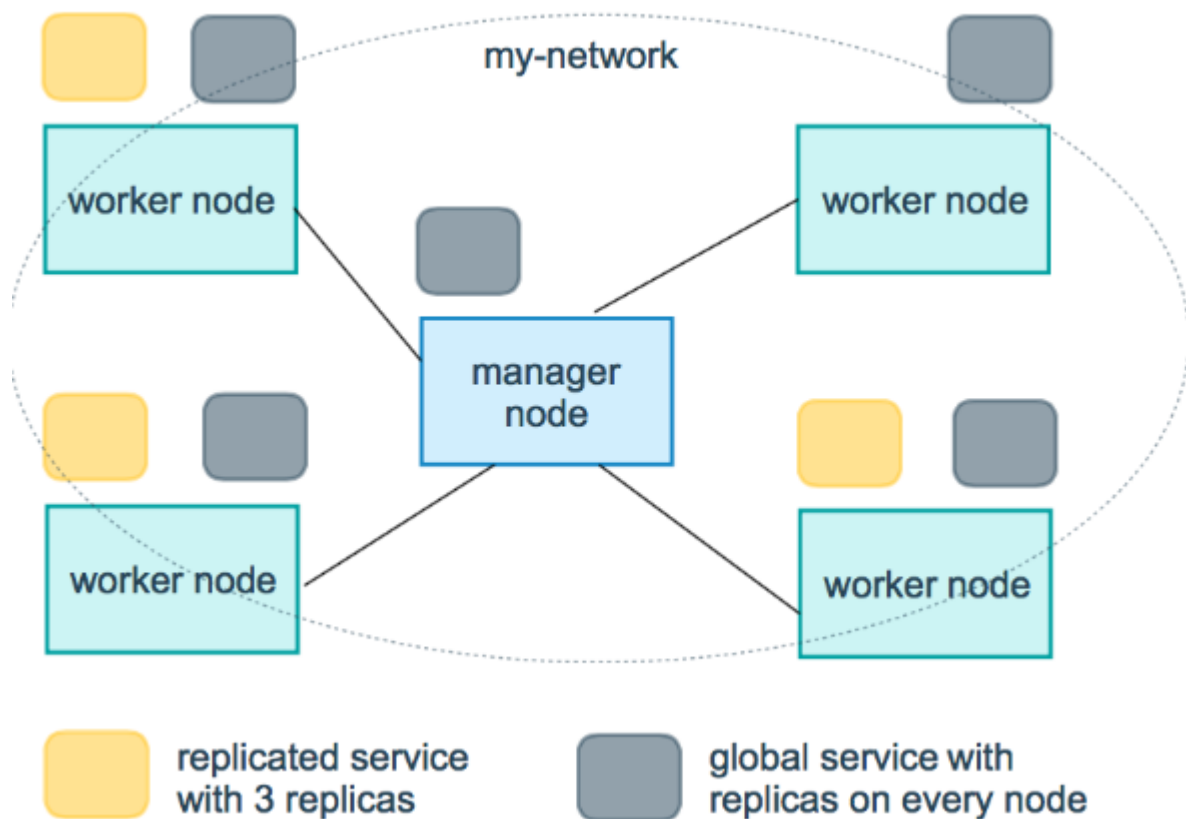 my-network
worker node
worker node
manager
node
worker node
worker node
replicated service
with 3 replicas
global service with
replicas on every node